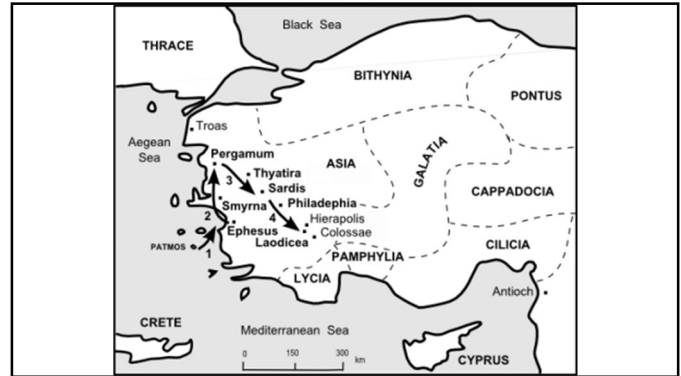 Black Sea
THRACE
BITHYNIA
PONTUS
Troas
Aegean
Sea
Pergamum
ASIA
GALATIA
Thyatira
3
Sardis
CAPPADOCIA
Smyrna
Philadephia
2
4
Hierapolis
Ephesus
Colossae
Laodicea
PATMOS
1
CILICIA
PAMPHYLIA
LYCIA
Antioch
CRETE
Mediterranean Sea
0 150 300 km
CYPRUS